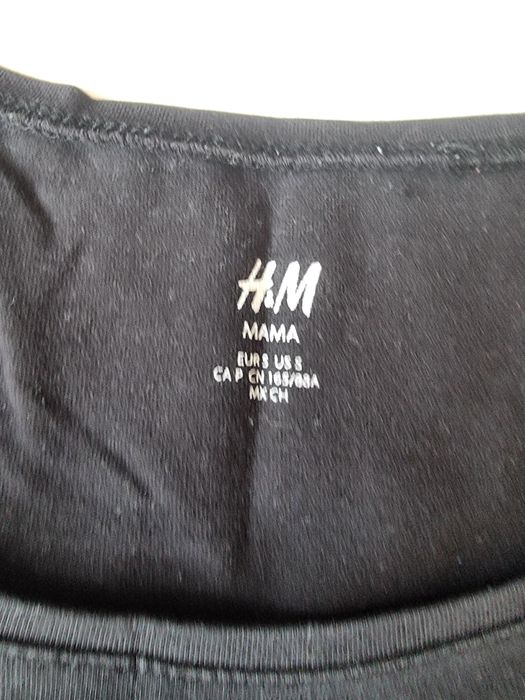 H&M
MAMA
EUR S US S
CA P CN 165/88A
MX CH